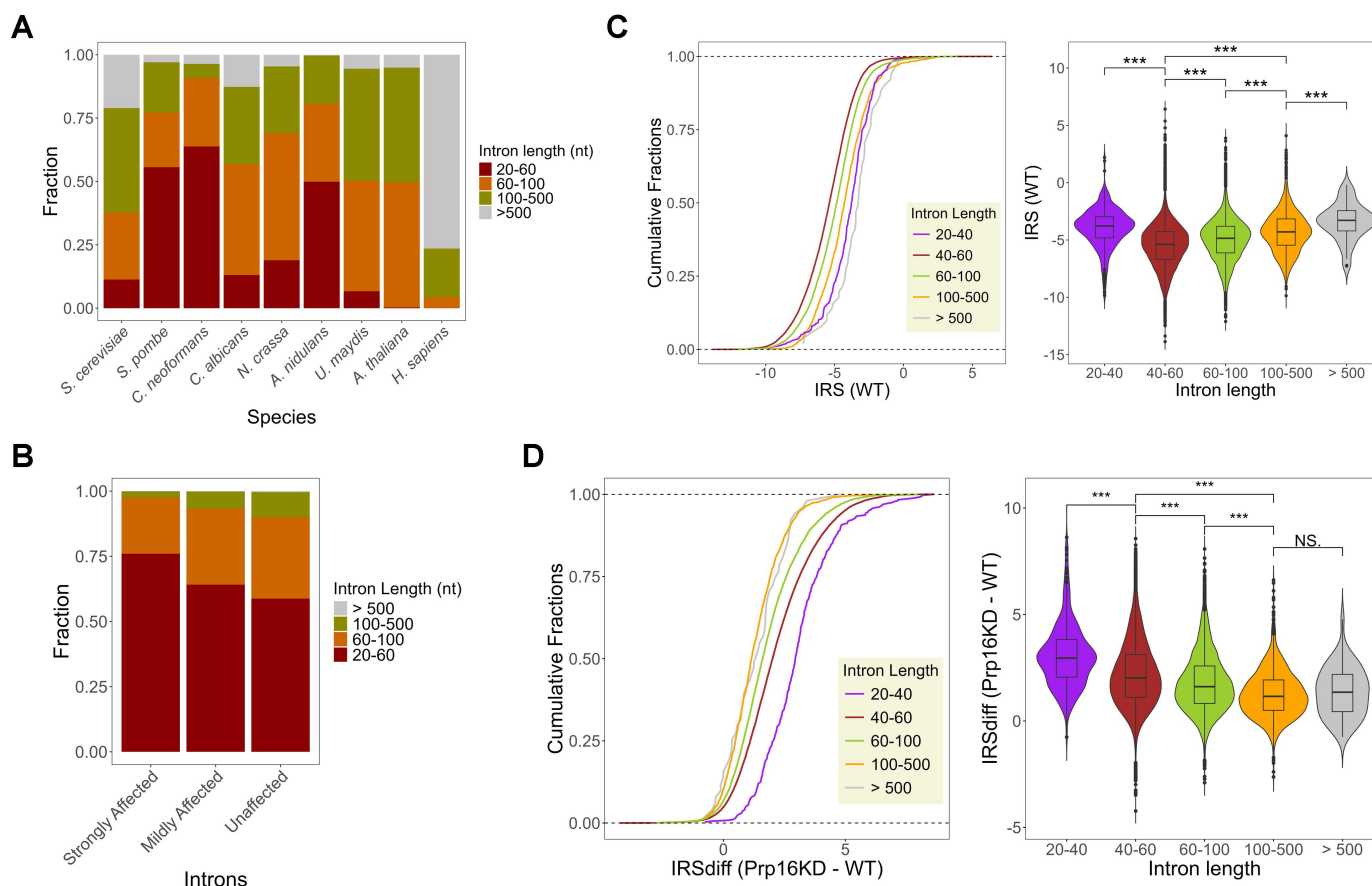 A
1.00
0.75
0.50
0.25
0.00
Fraction
S. cerevisiae
S. pombe
C. neoformans
C. albicans
N. crassa
A. nidulans
U. maydis
A. thaliana
H. sapiens
Species
Intron length (nt)
20-60
60-100
100-500
>500
B
1.00
0.75
0.50
0.25
0.00
Fraction
Strongly Affected
Mildly Affected
Unaffected
Introns
Intron Length (nt)
> 500
100-500
60-100
20-60
C
1.00
0.75
0.50
0.25
0.00
Cumulative Fractions
-10
-5
0
5
IRS (WT)
Intron Length
20-40
40-60
60-100
100-500
> 500
10
5
0
-5
-10
-15
IRS (WT)
***
***
***
***
***
20-40
40-60
60-100
100-500
> 500
Intron length
D
1.00
0.75
0.50
0.25
0.00
Cumulative Fractions
0
5
IRSdiff (Prp16KD - WT)
Intron Length
20-40
40-60
60-100
100-500
> 500
10
5
0
-5
IRSdiff (Prp16KD - WT)
***
***
***
***
NS.
20-40
40-60
60-100
100-500
> 500
Intron length